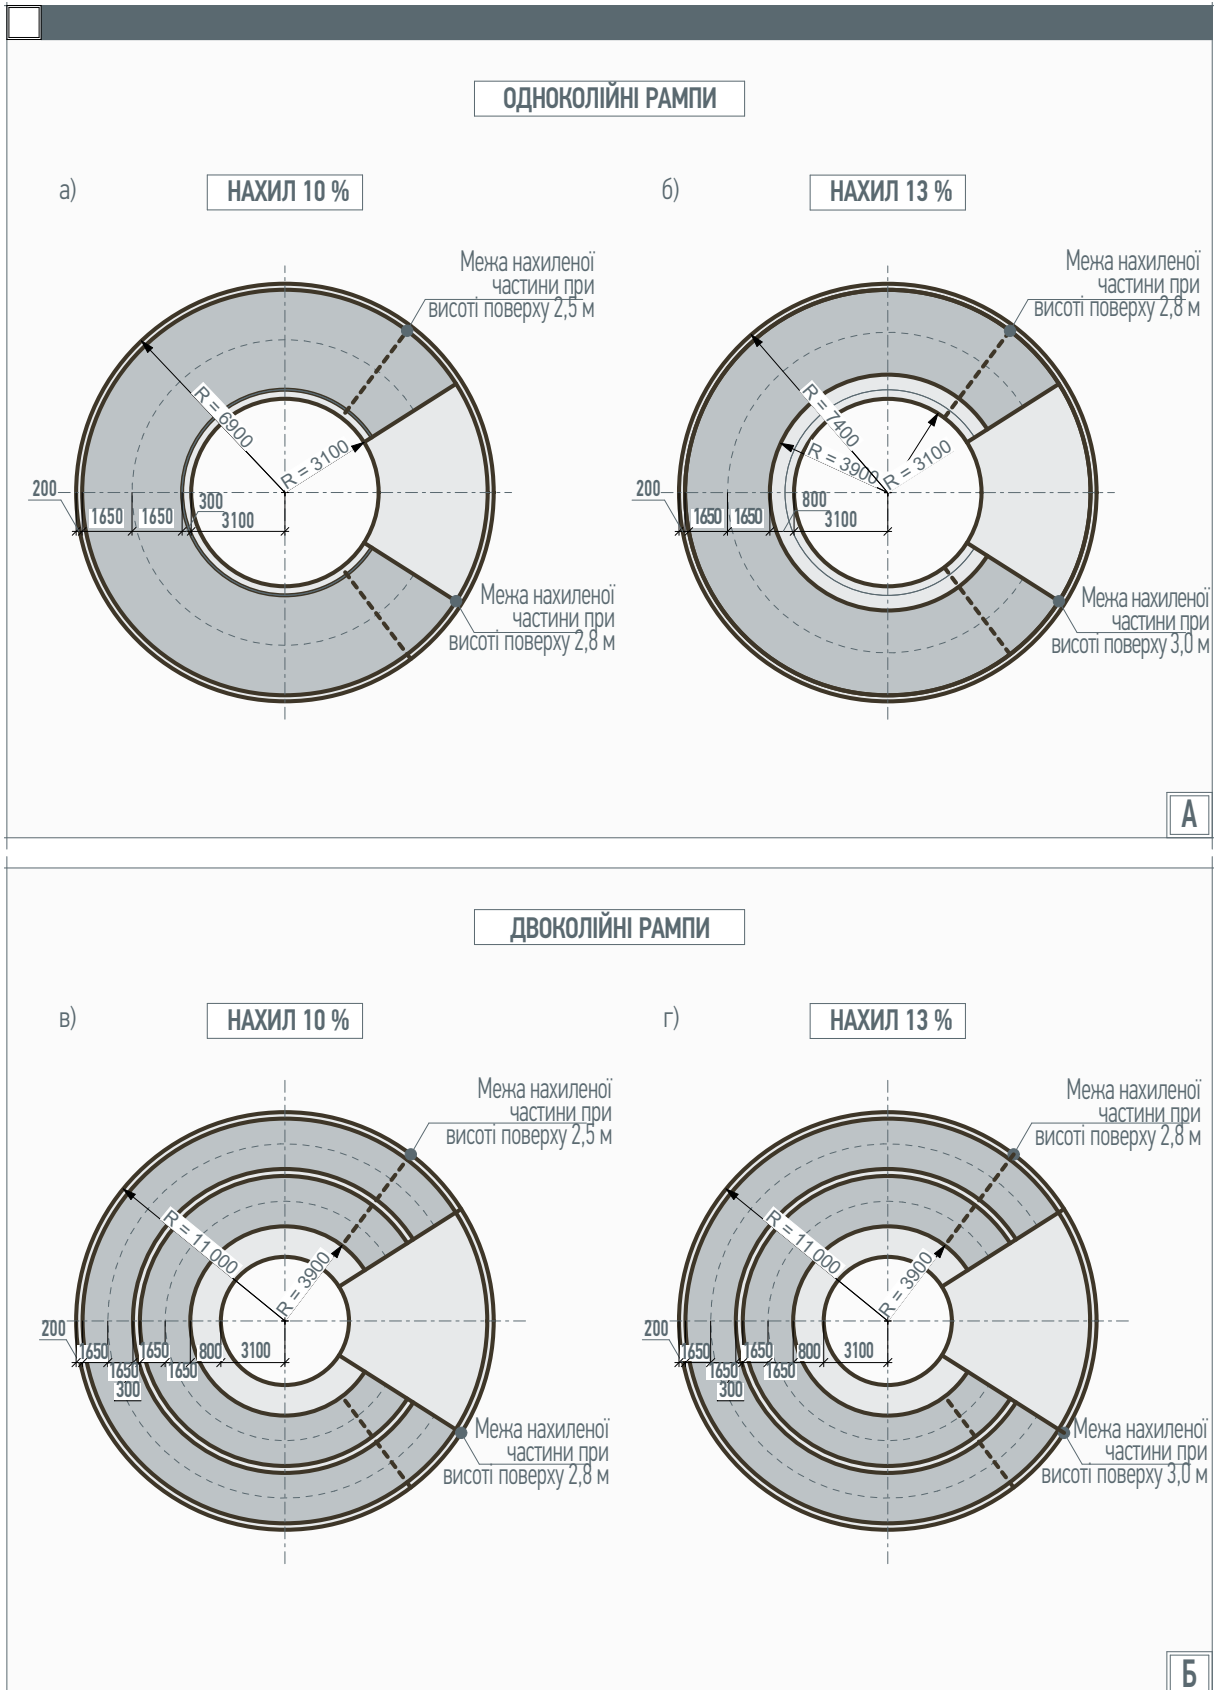 ОДНОКОЛІЙНІ РАМПИ
а)
НАХИЛ 10 %
Межа нахиленої
частини при
висоті поверху 2,5 м
R = 6900
R = 3100
200
1650
1650
300
3100
Межа нахиленої
частини при
висоті поверху 2,8 м
б)
НАХИЛ 13 %
Межа нахиленої
частини при
висоті поверху 2,8 м
R = 7400
R = 3900
R = 3100
200
1650
1650
800
3100
Межа нахиленої
частини при
висоті поверху 3,0 м
А
ДВОКОЛІЙНІ РАМПИ
в)
НАХИЛ 10 %
Межа нахиленої
частини при
висоті поверху 2,5 м
R = 11 000
R = 3900
200
1650
1650
300
1650
1650
800
3100
Межа нахиленої
частини при
висоті поверху 2,8 м
г)
НАХИЛ 13 %
Межа нахиленої
частини при
висоті поверху 2,8 м
R = 11 000
R = 3900
200
1650
1650
300
1650
1650
800
3100
Межа нахиленої
частини при
висоті поверху 3,0 м
Б